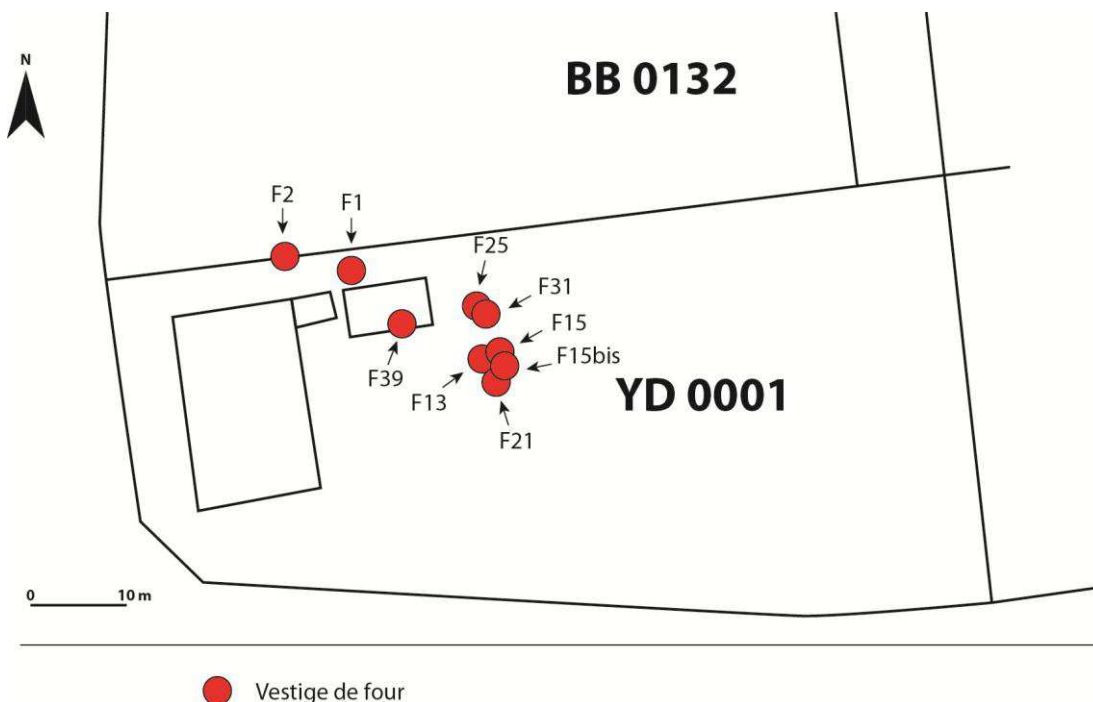 BB 0132
N
F2
F1
F25
F31
F15
F15bis
F39
F13
YD 0001
F21
0 10 m
Vestige de four